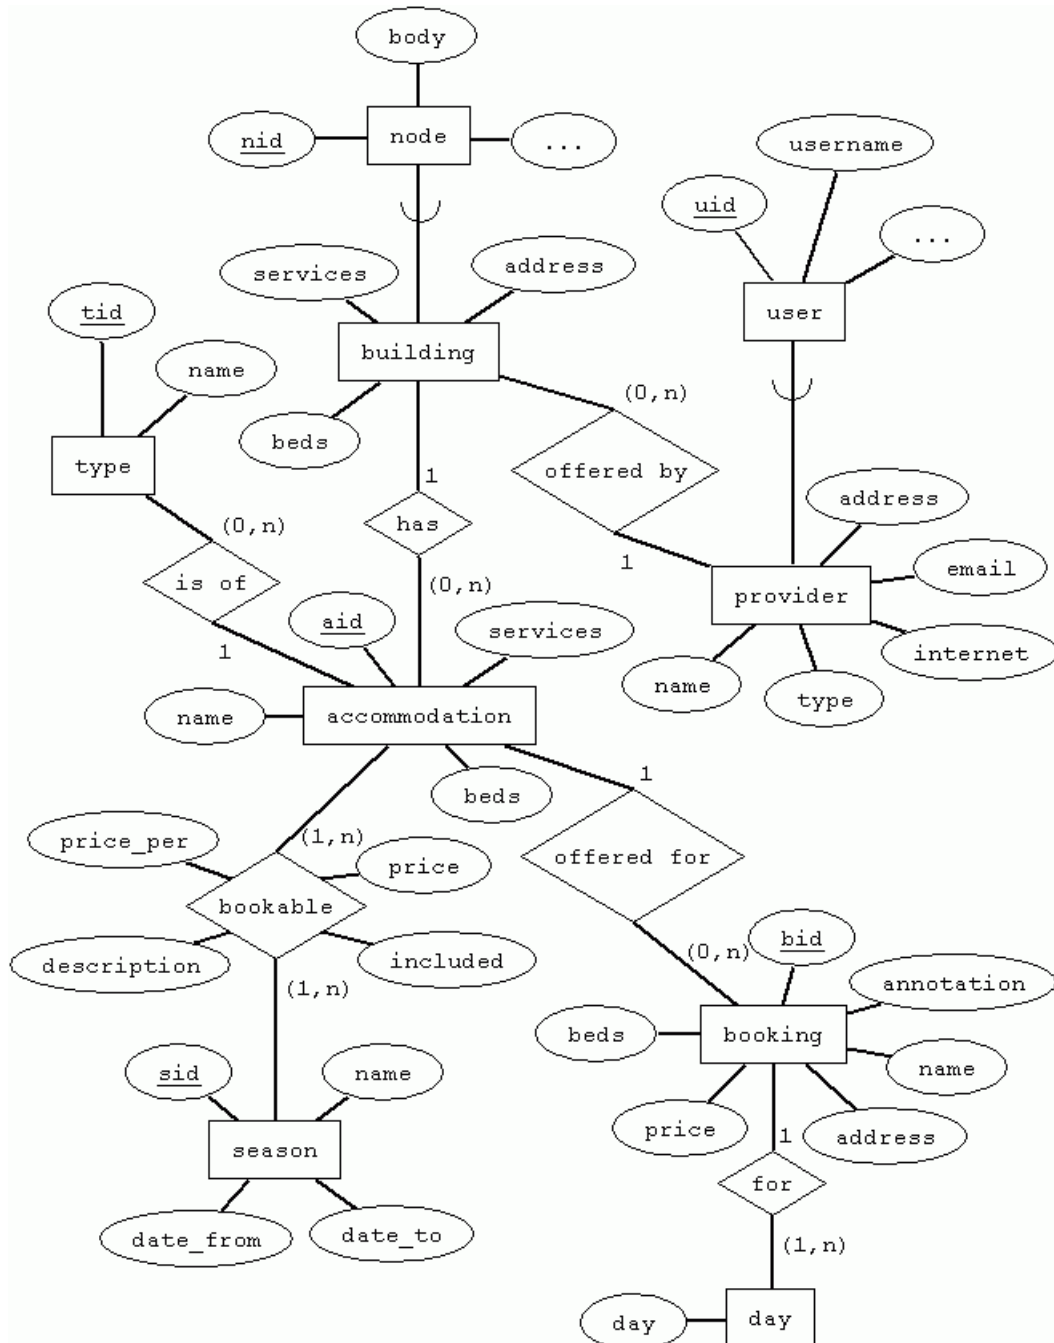 body
nid
node
...
username
uid
...
services
address
user
tid
building
name
(0,n)
beds
type
1
offered by
address
(0,n)
has
1
email
is of
(0,n)
provider
aid
services
1
internet
name
type
name
accommodation
1
beds
price_per
(1,n)
price
offered for
bookable
bid
description
included
(0,n)
(1,n)
annotation
beds
booking
sid
name
name
price
1
address
season
for
date_from
date_to
(1,n)
day
day